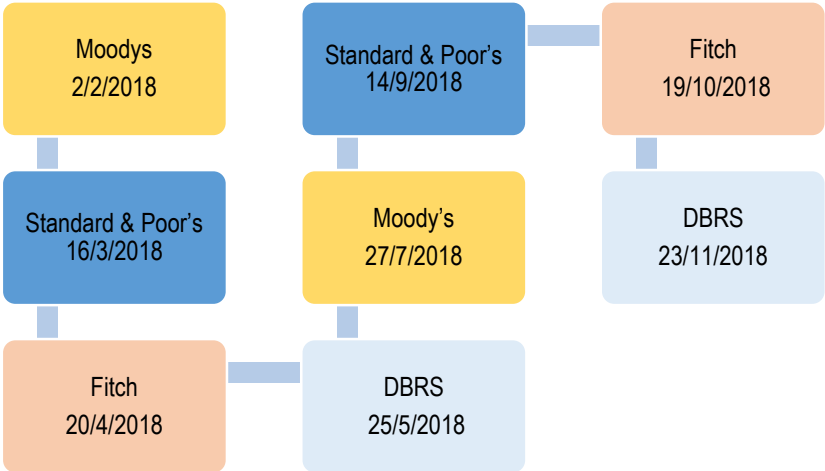 Moodys
2/2/2018
Standard & Poor’s
16/3/2018
Fitch
20/4/2018
DBRS
25/5/2018
Moody’s
27/7/2018
Standard & Poor’s
14/9/2018
Fitch
19/10/2018
DBRS
23/11/2018